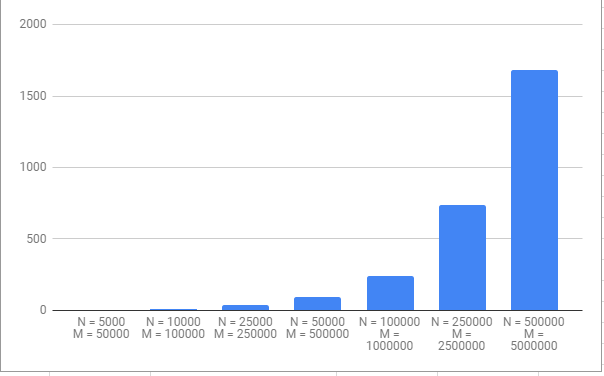 2000
1500
1000
500
0
N = 5000 N = 10000 N = 25000 N = 50000 N = 100000 N = 250000 N = 500000
M = 50000 M = 100000 M = 250000 M = 500000 M = M = M =
1000000 2500000 5000000